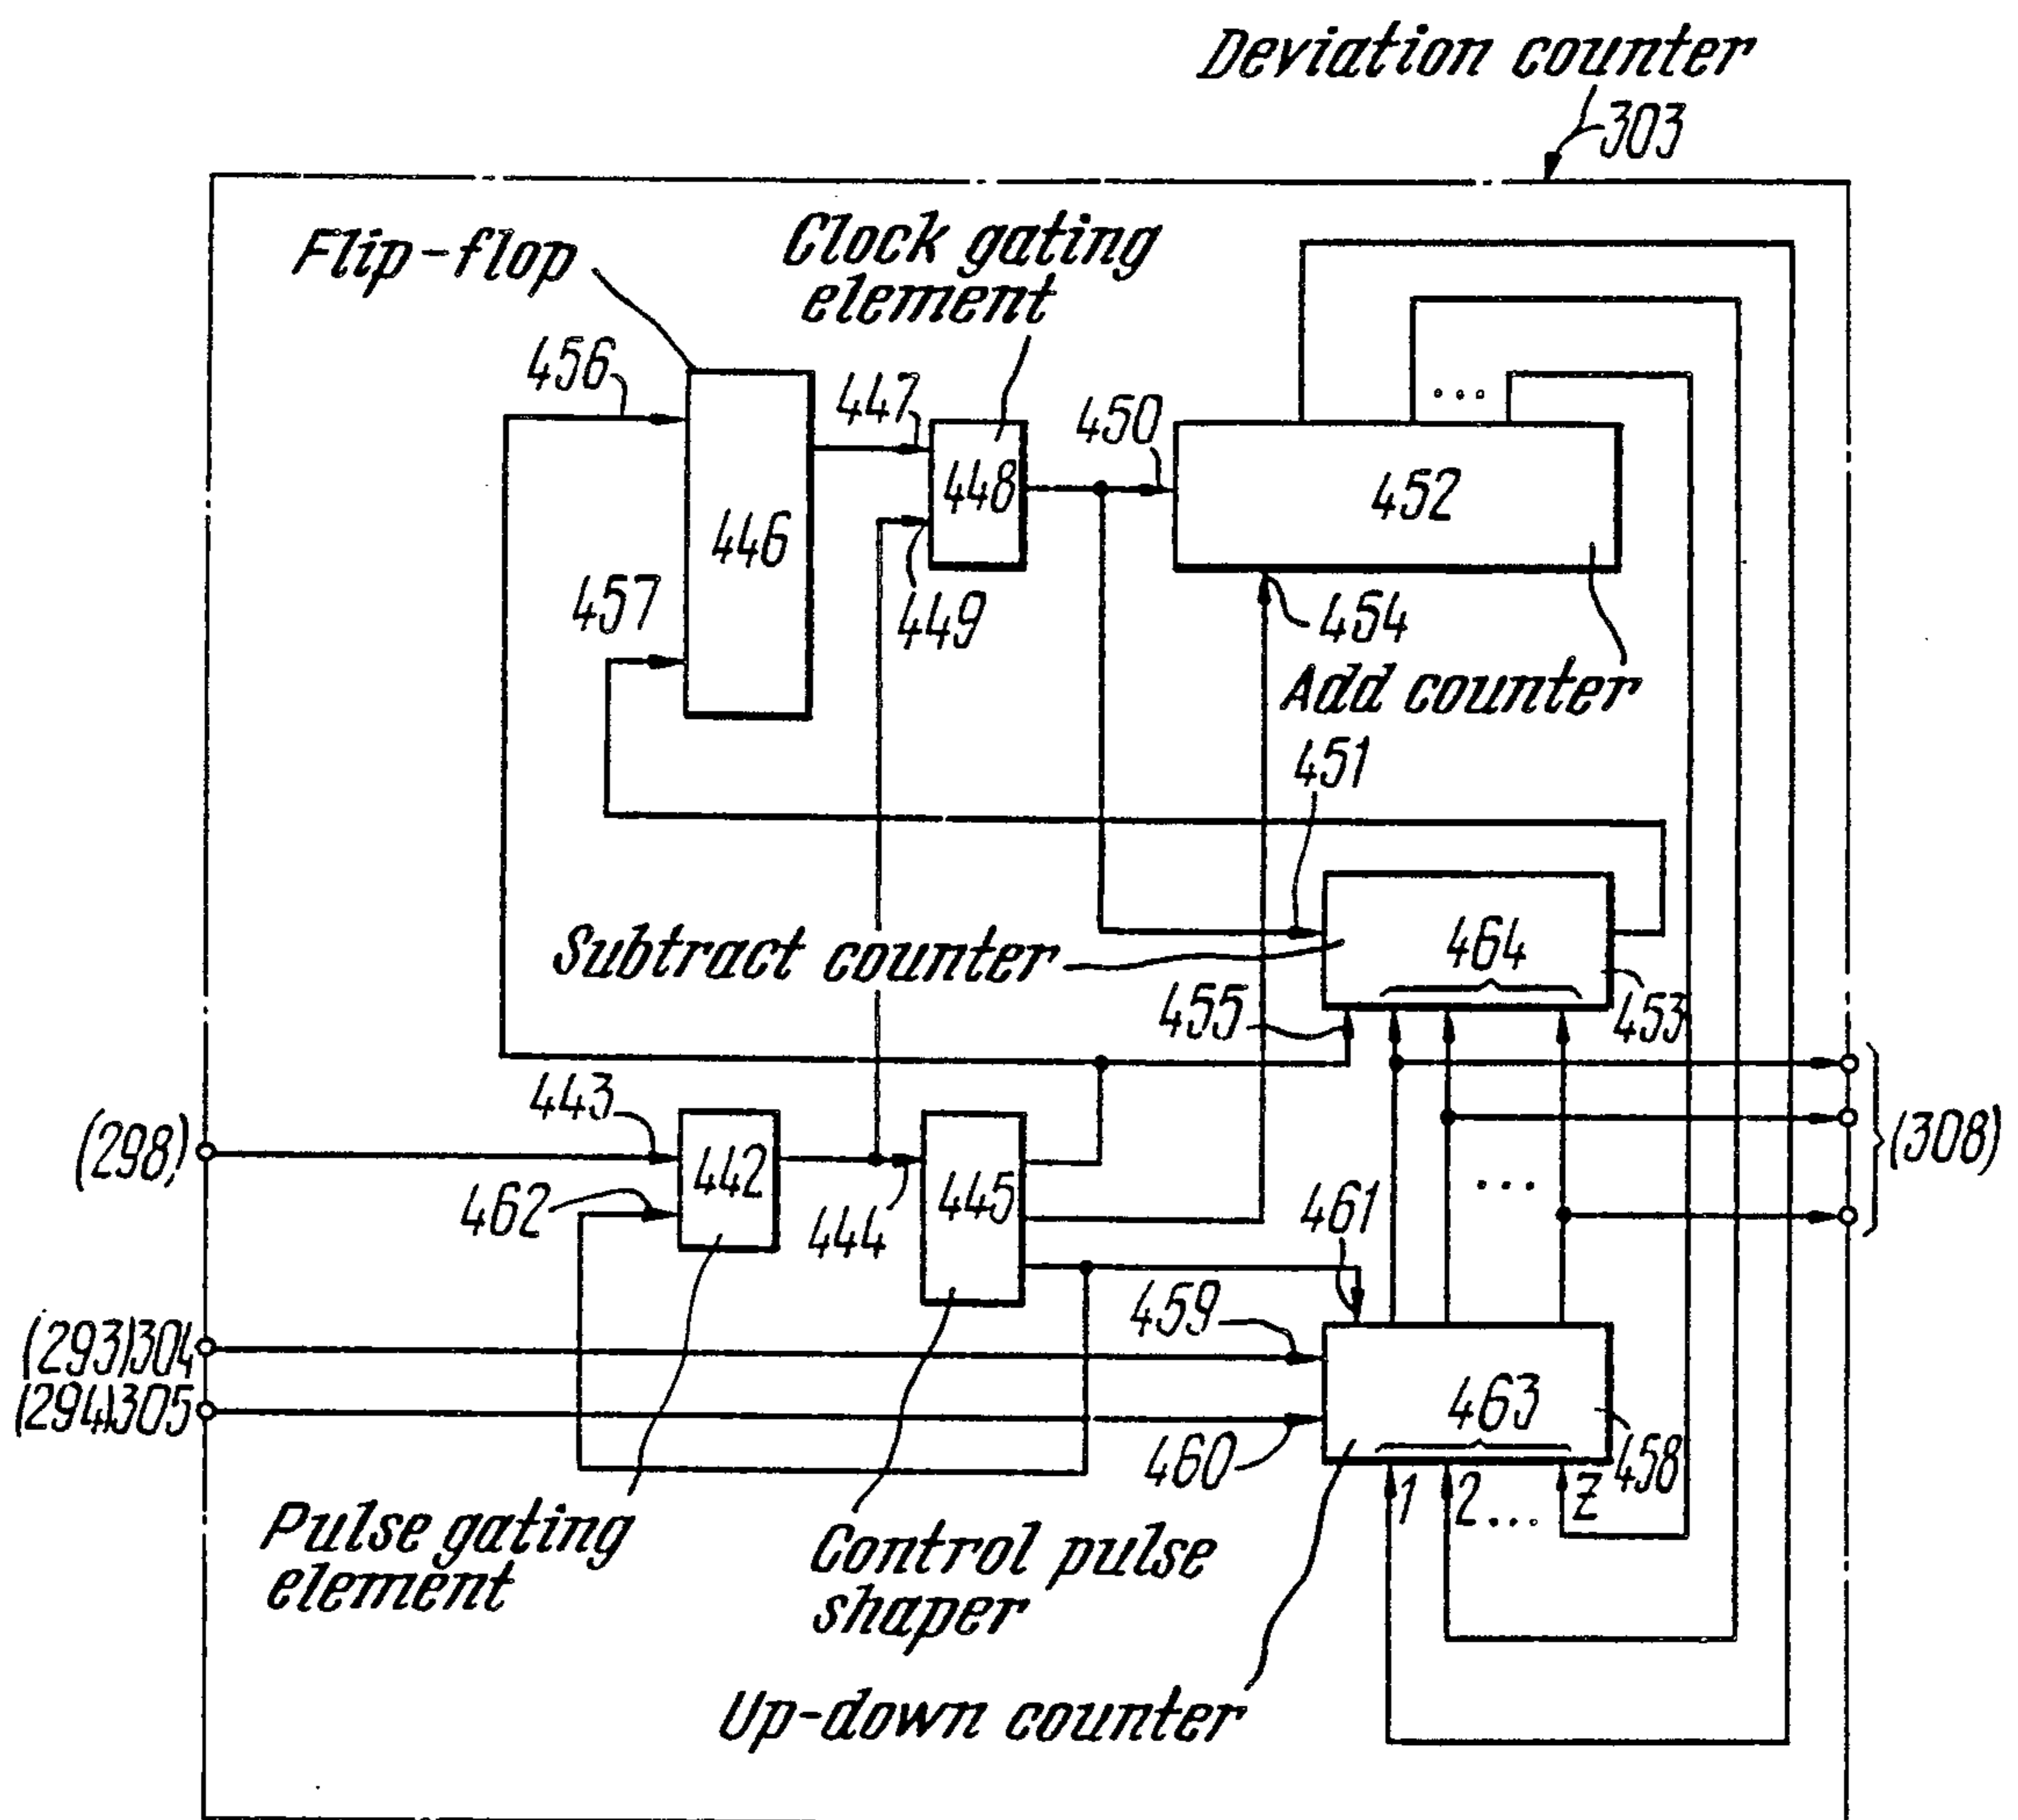 Deviation counter
303
Flip-flop
Clock gating
element
456
447
450
...
448
452
446
457
449
454
Add counter
451
Subtract counter
464
455
453
443
(298)
442
445
...
(308)
462
444
461
459
(293)304
(294)305
463
460
458
1 2... Z
Pulse gating
element
Control pulse
shaper
Up-down counter